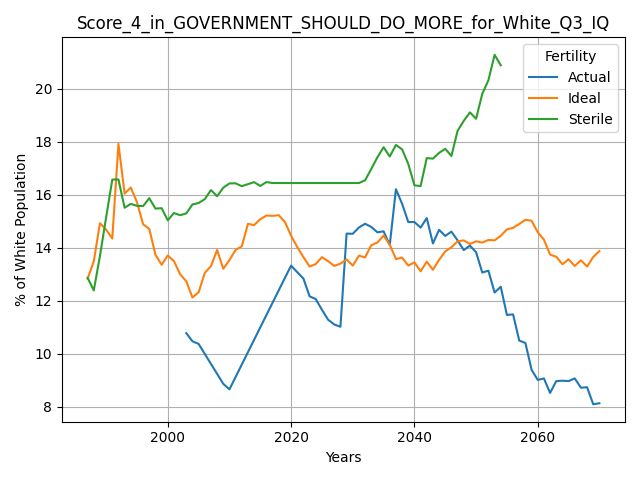 Score_4_in_GOVERNMENT_SHOULD_DO_MORE_for_White_Q3_IQ
Fertility
Actual
Ideal
Sterile
% of White Population
20
18
16
14
12
10
8
2000
2020
2040
2060
Years